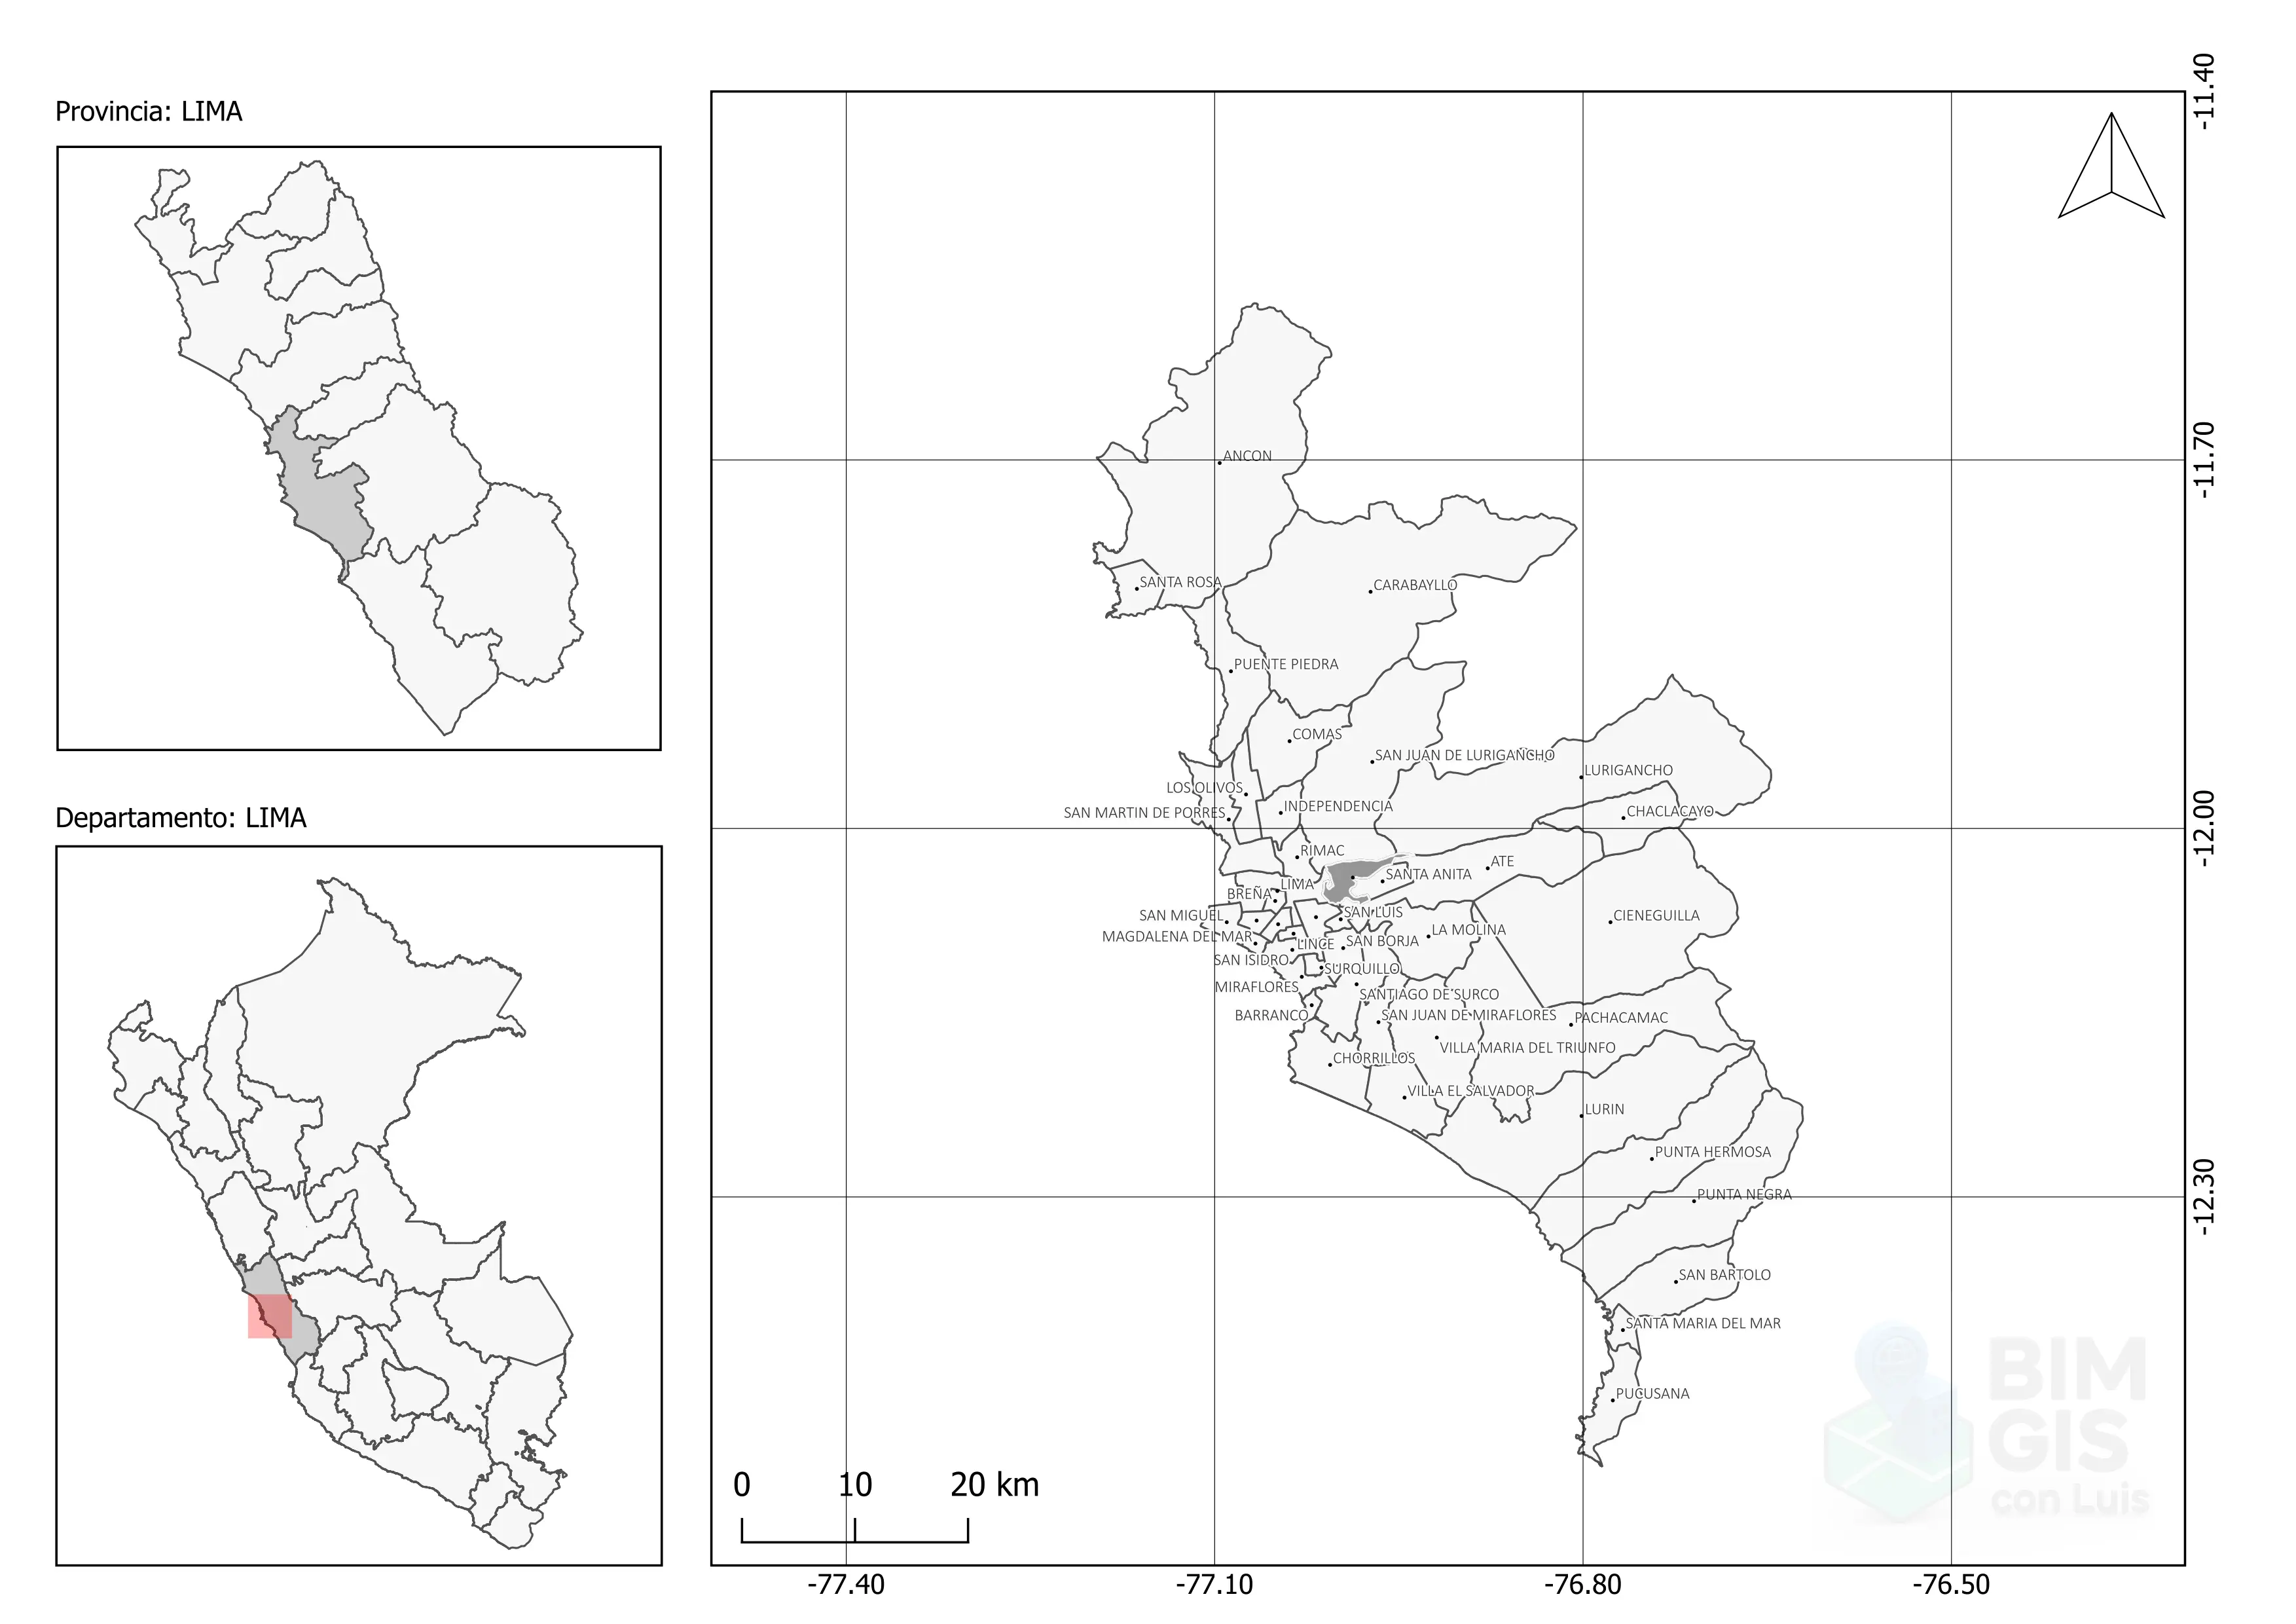 Provincia: LIMA
Departamento: LIMA
-11.40
-11.70
-12.00
-12.30
ANCON
SANTA ROSA
CARABAYLLO
PUENTE PIEDRA
COMAS
SAN JUAN DE LURIGANCHO
LURIGANCHO
LOS OLIVOS
INDEPENDENCIA
SAN MARTIN DE PORRES
CHACLACAYO
RIMAC
ATE
SANTA ANITA
LIMA
BREÑA
SAN LUIS
SAN MIGUEL
CIENEGUILLA
LA MOLINA
MAGDALENA DEL MAR
SAN BORJA
LINCE
SAN ISIDRO
SURQUILLO
MIRAFLORES
SANTIAGO DE SURCO
BARRANCO
SAN JUAN DE MIRAFLORES
PACHACAMAC
VILLA MARIA DEL TRIUNFO
CHORRILLOS
VILLA EL SALVADOR
LURIN
PUNTA HERMOSA
PUNTA NEGRA
SAN BARTOLO
SANTA MARIA DEL MAR
PUCUSANA
BIM
GIS
con Luis
0 10 20 km
-77.40 -77.10 -76.80 -76.50